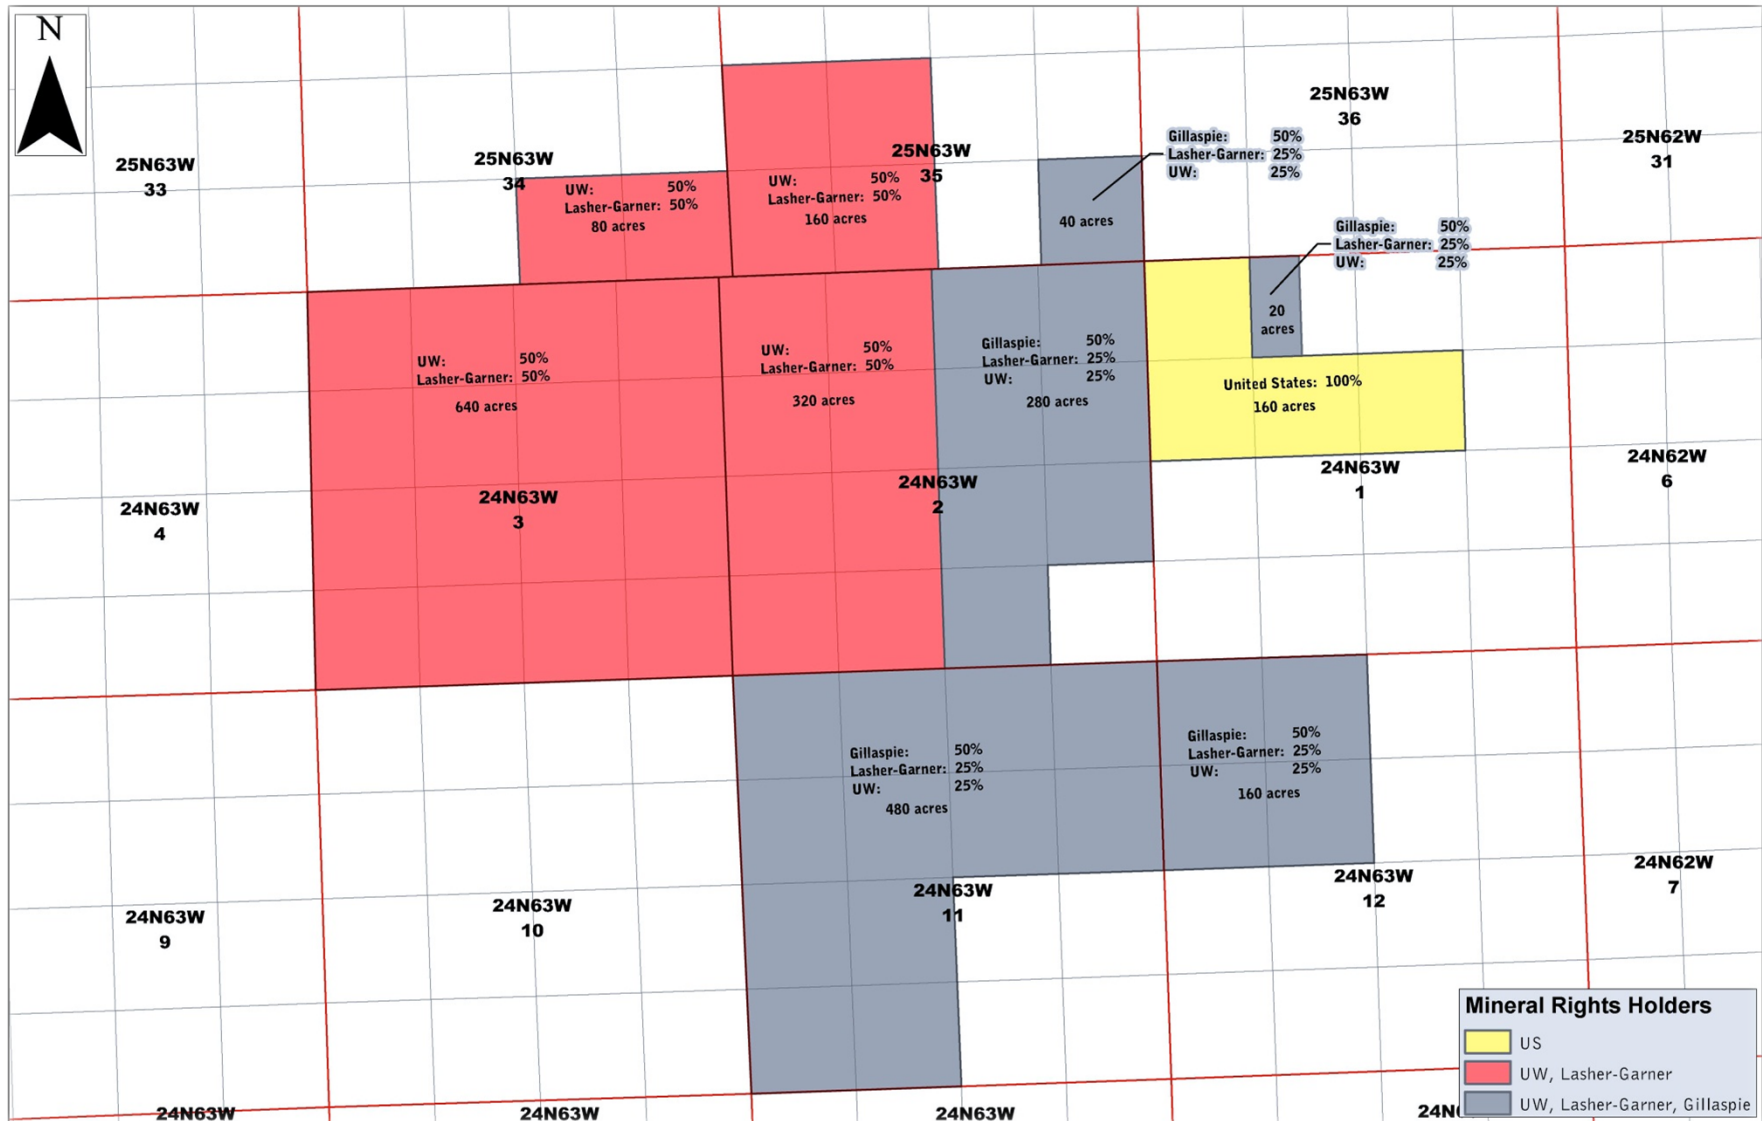 N
25N63W
36
25N62W
31
25N63W
33
25N63W
34
25N63W
35
Gillaspie: 50%
Lasher-Garner: 25%
UW: 25%
UW: 50%
Lasher-Garner: 50%
80 acres
UW: 50%
Lasher-Garner: 50%
160 acres
40 acres
Gillaspie: 50%
Lasher-Garner: 25%
UW: 25%
20
acres
UW: 50%
Lasher-Garner: 50%
640 acres
UW: 50%
Lasher-Garner: 50%
320 acres
Gillaspie: 50%
Lasher-Garner: 25%
UW: 25%
280 acres
United States: 100%
160 acres
24N63W
4
24N63W
3
24N63W
2
24N63W
1
24N62W
6
Gillaspie: 50%
Lasher-Garner: 25%
UW: 25%
480 acres
Gillaspie: 50%
Lasher-Garner: 25%
UW: 25%
160 acres
24N63W
9
24N63W
10
24N63W
11
24N63W
12
24N62W
7
Mineral Rights Holders
US
UW, Lasher-Garner
UW, Lasher-Garner, Gillaspie
24N63W
24N63W
24N63W